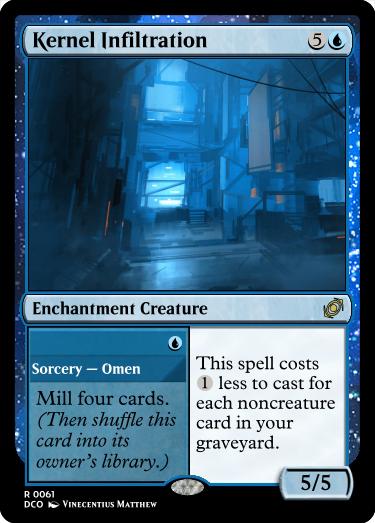 Kernel Infiltration 5
Enchantment Creature
Sorcery — Omen
Mill four cards.
(Then shuffle this
card into its
owner's library.)
This spell costs
1 less to cast for
each noncreature
card in your
graveyard.
5/5
R 0061
DCO Vinecentius Matthew